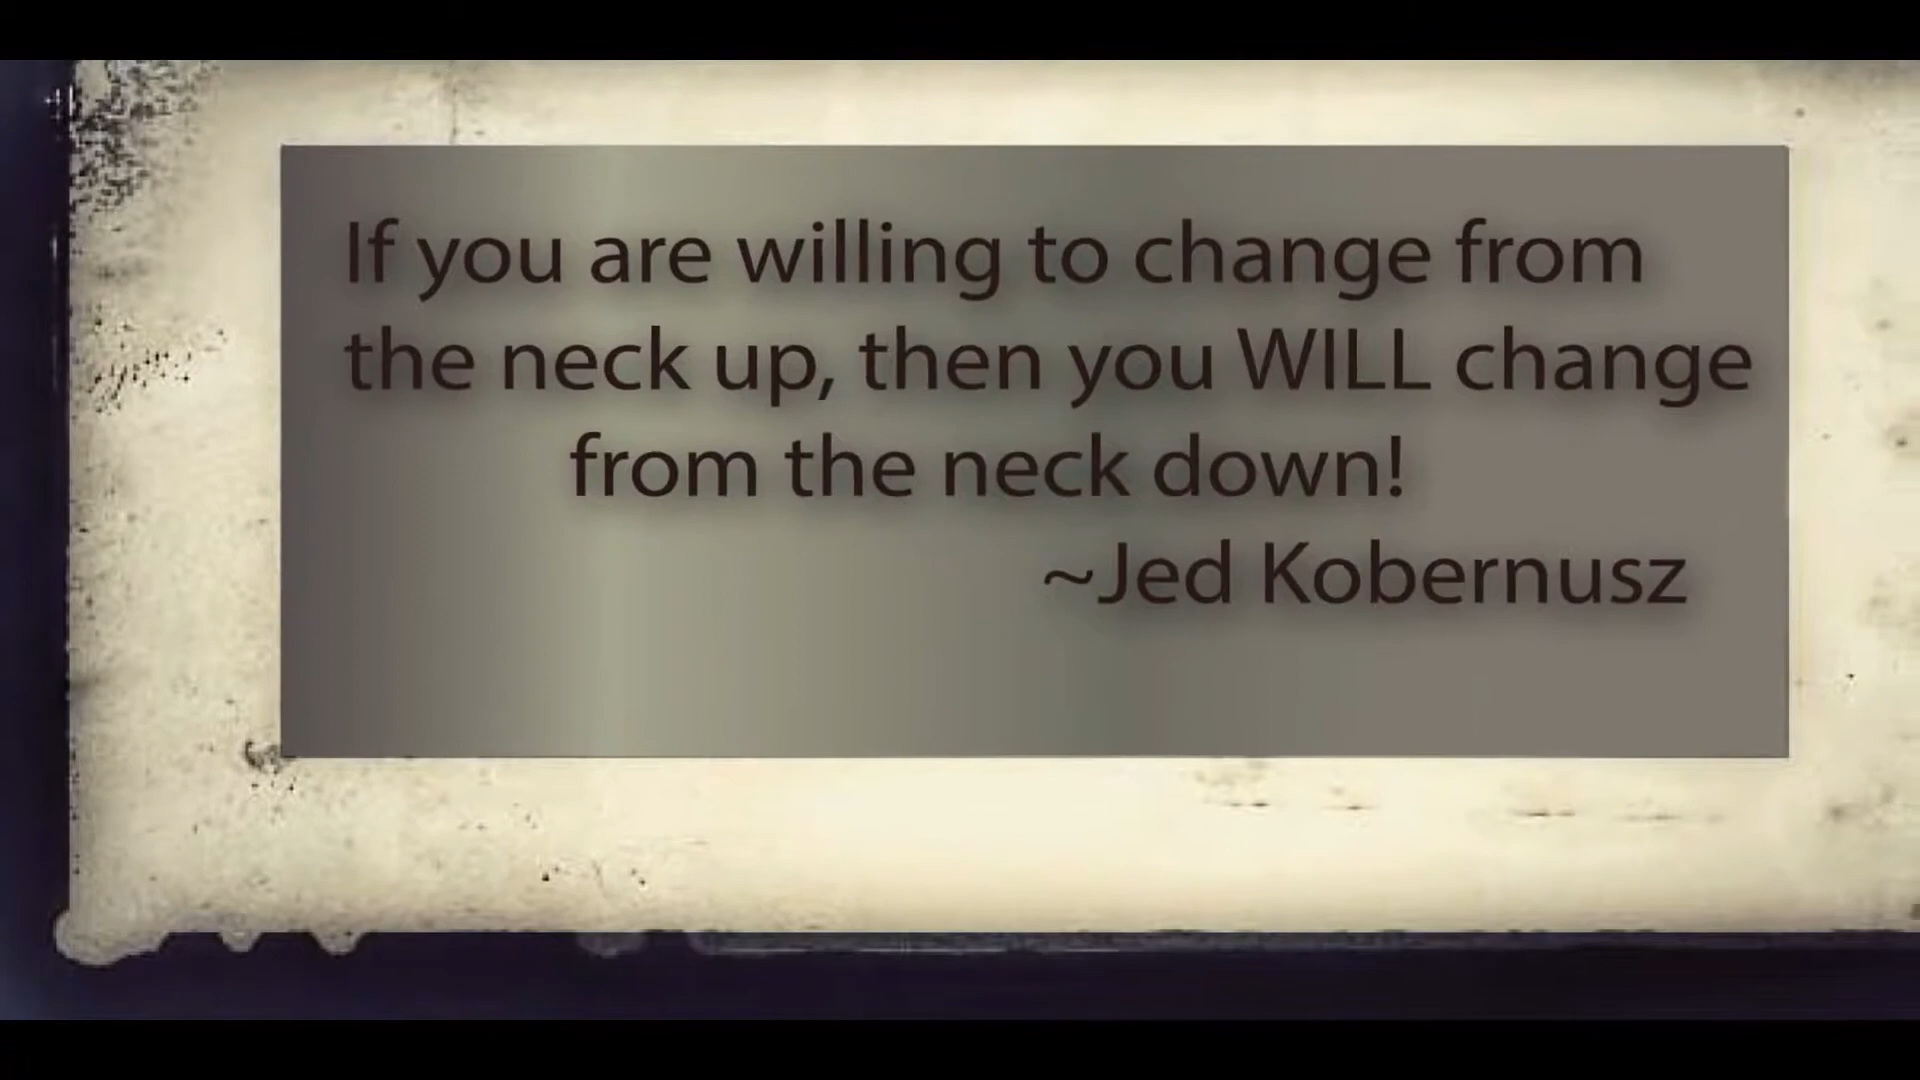 If you are willing to change from
the neck up, then you WILL change
from the neck down!
~Jed Kobernusz